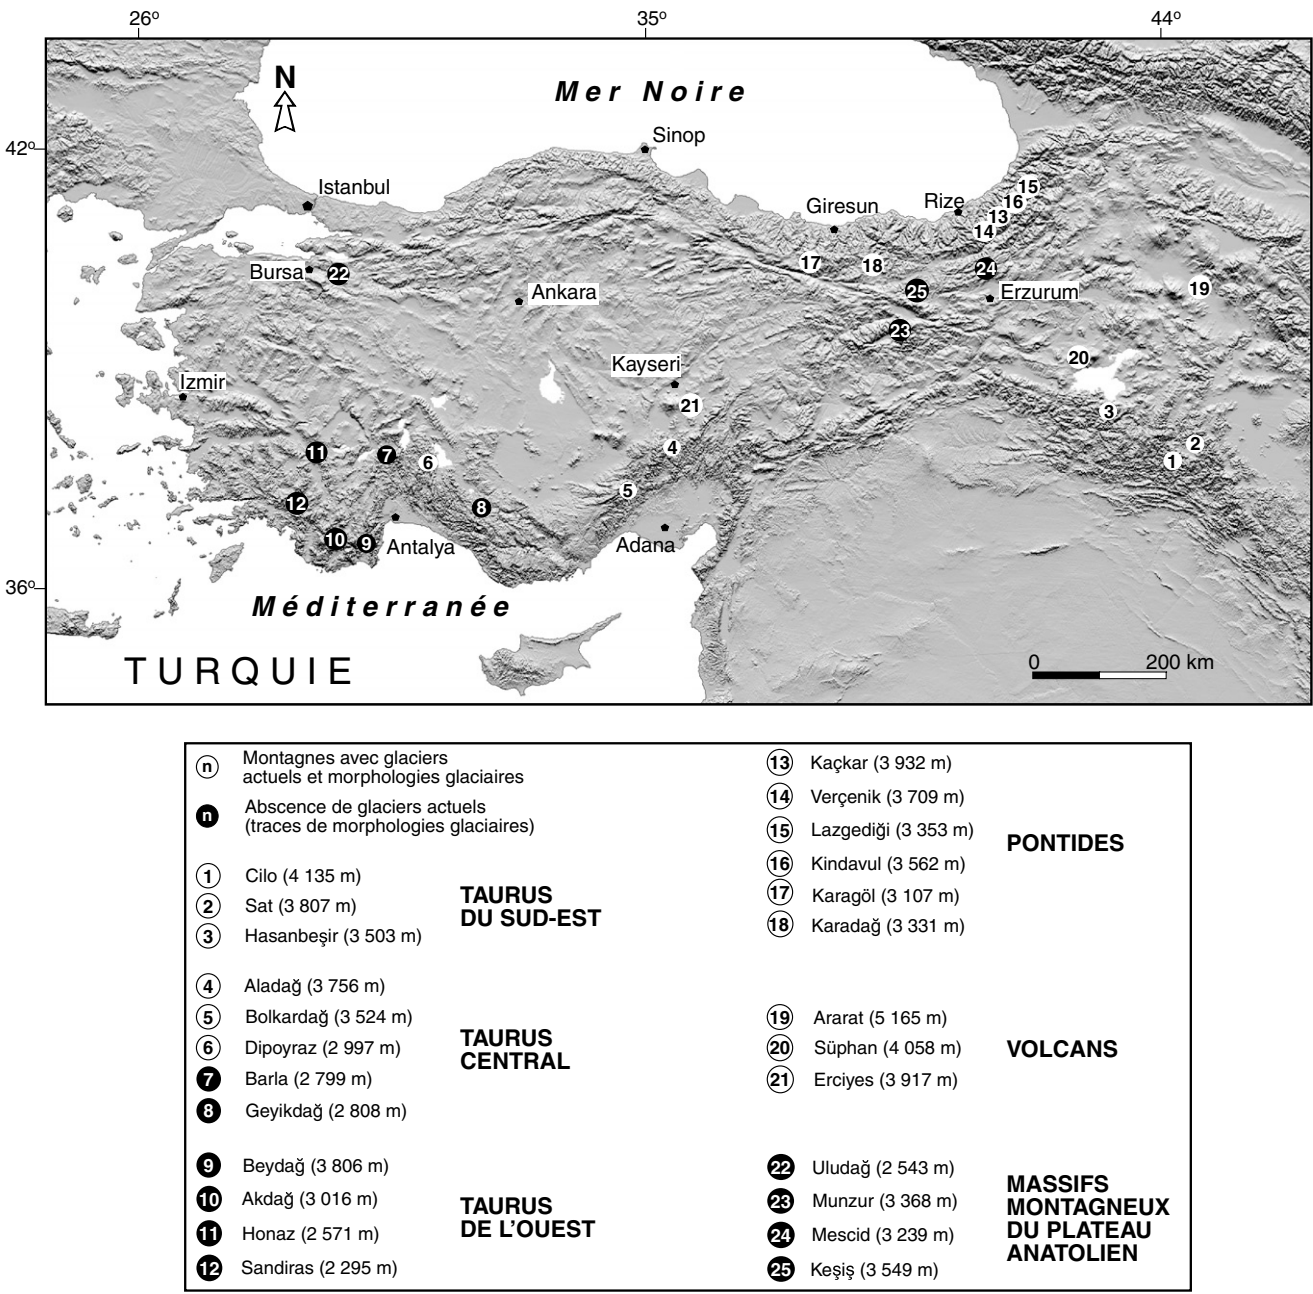 26º
35º
44º
N
Mer Noire
42º
Sinop
Istanbul
15
16
Giresun
Rize
13
14
17
18
24
Bursa
22
25
19
Ankara
Erzurum
23
20
Kayseri
Izmir
21
3
4
2
11
7
6
1
5
12
8
10
9
Antalya
Adana
36º
Méditerranée
TURQUIE
0
200 km
n
Montagnes avec glaciers
actuels et morphologies glaciaires
n
Abscence de glaciers actuels
(traces de morphologies glaciaires)
1 Cilo (4 135 m)
2 Sat (3 807 m)
3 Hasanbeşir (3 503 m)
TAURUS
DU SUD-EST
4 Aladağ (3 756 m)
5 Bolkardağ (3 524 m)
6 Dipoyraz (2 997 m)
7 Barla (2 799 m)
8 Geyikdağ (2 808 m)
TAURUS
CENTRAL
9 Beydağ (3 806 m)
10 Akdağ (3 016 m)
11 Honaz (2 571 m)
12 Sandiras (2 295 m)
TAURUS
DE L'OUEST
13 Kaçkar (3 932 m)
14 Verçenik (3 709 m)
15 Lazgediği (3 353 m)
16 Kindavul (3 562 m)
17 Karagöl (3 107 m)
18 Karadağ (3 331 m)
PONTIDES
19 Ararat (5 165 m)
20 Süphan (4 058 m)
21 Erciyes (3 917 m)
VOLCANS
22 Uludağ (2 543 m)
23 Munzur (3 368 m)
24 Mescid (3 239 m)
25 Keşiş (3 549 m)
MASSIFS
MONTAGNEUX
DU PLATEAU
ANATOLIEN